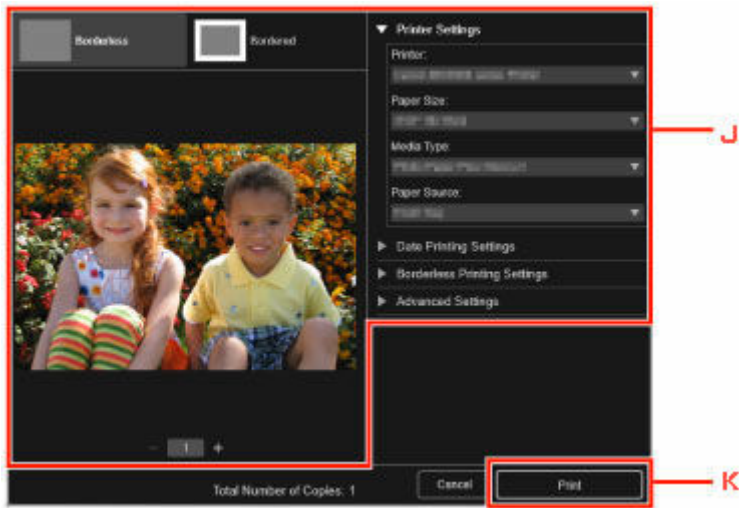 Borderless
Bordered
Printer Settings
Printer:
Paper Size:
Media Type:
Paper Source:
Date Printing Settings
Borderless Printing Settings
Advanced Settings
J
- 1 +
Total Number of Copies: 1
Cancel
Print
K